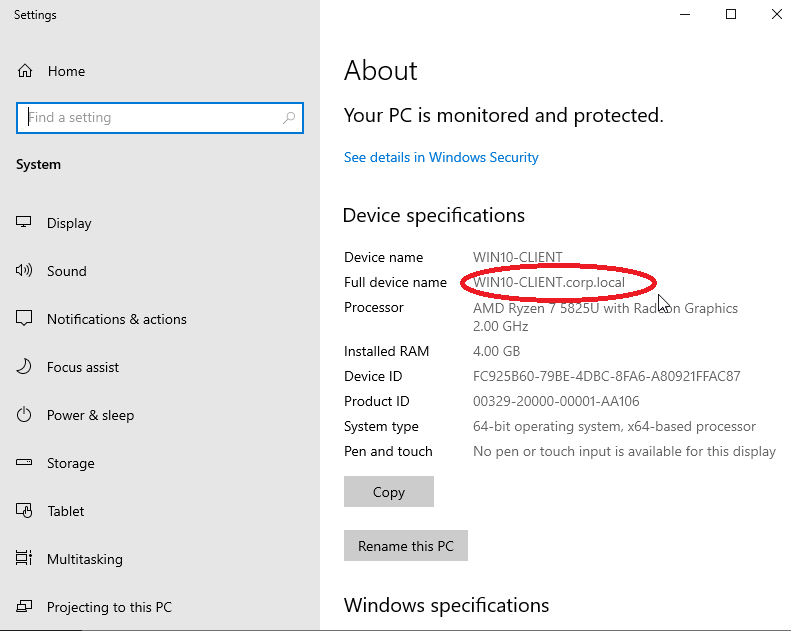 Settings
Home
Find a setting
System
Display
Sound
Notifications & actions
Focus assist
Power & sleep
Storage
Tablet
Multitasking
Projecting to this PC
About
Your PC is monitored and protected.
See details in Windows Security
Device specifications
Device name WIN10-CLIENT
Full device name WIN10-CLIENT.corp.local
Processor AMD Ryzen 7 5825U with Radeon Graphics
2.00 GHz
Installed RAM 4.00 GB
Device ID FC925B60-79BE-4DBC-8FA6-A80921FFAC87
Product ID 00329-20000-00001-AA106
System type 64-bit operating system, x64-based processor
Pen and touch No pen or touch input is available for this display
Copy
Rename this PC
Windows specifications